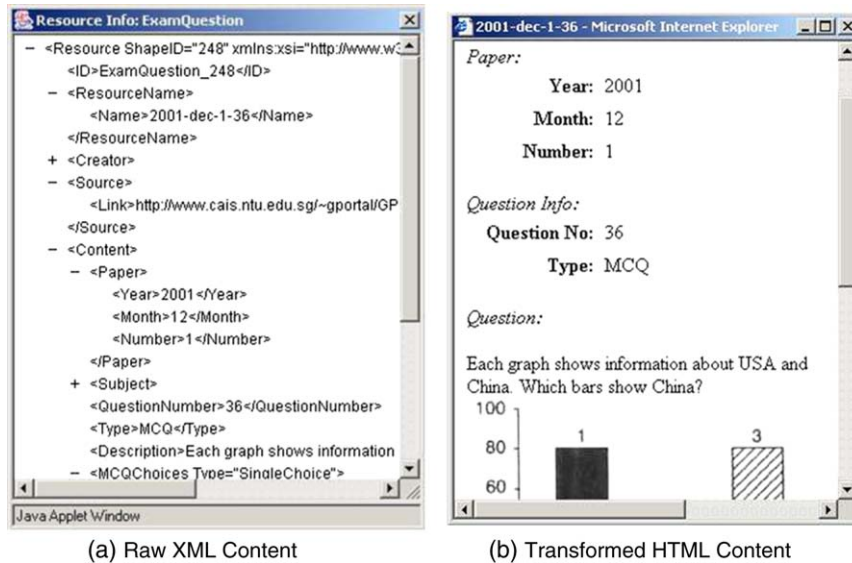 Resource Info: ExamQuestion
− <Resource ShapeID="248" xmlns:xsi="http://www.w3
<ID>ExamQuestion_248</ID>
− <ResourceName>
<Name>2001-dec-1-36</Name>
</ResourceName>
+ <Creator>
− <Source>
<Link>http://www.cais.ntu.edu.sg/~gportal/GP
</Source>
− <Content>
− <Paper>
<Year>2001</Year>
<Month>12</Month>
<Number>1</Number>
</Paper>
+ <Subject>
<QuestionNumber>36</QuestionNumber>
<Type>MCQ</Type>
<Description>Each graph shows information
− <MCQChoices Type="SingleChoice">
Java Applet Window
(a) Raw XML Content
2001-dec-1-36 - Microsoft Internet Explorer
Paper:
Year: 2001
Month: 12
Number: 1
Question Info:
Question No: 36
Type: MCQ
Question:
Each graph shows information about USA and
China. Which bars show China?
100
1 3
80
60
(b) Transformed HTML Content